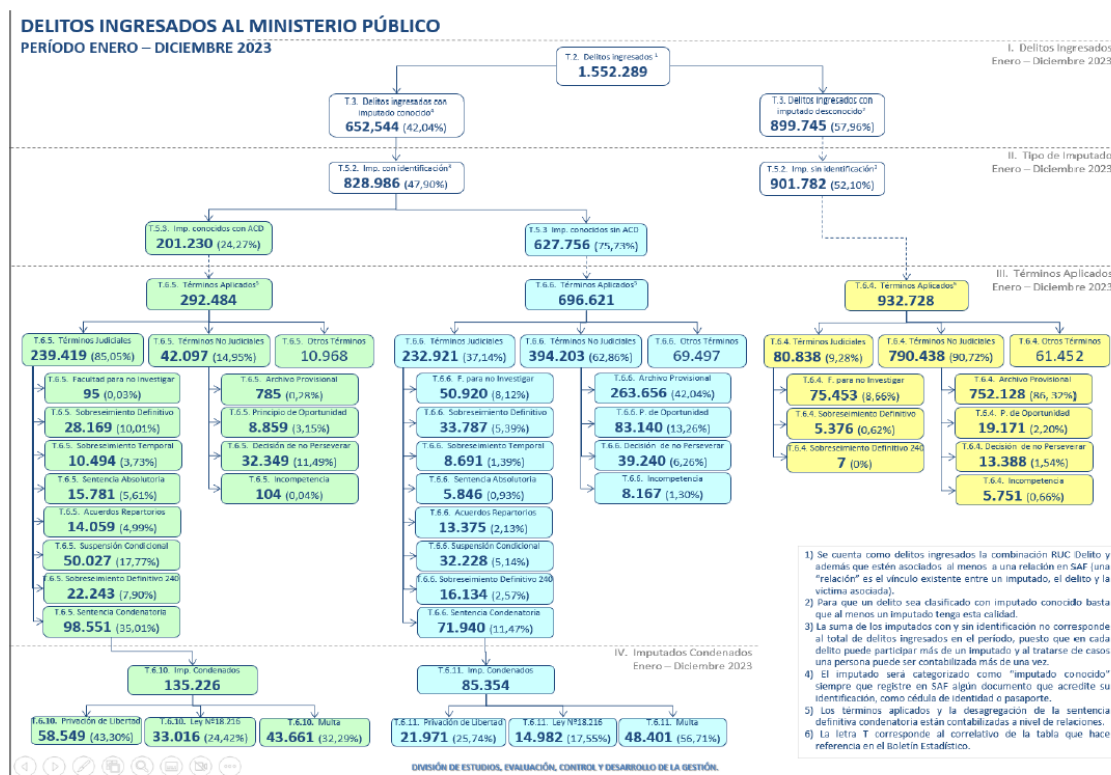 DELITOS INGRESADOS AL MINISTERIO PÚBLICO
PERÍODO ENERO – DICIEMBRE 2023
I. Delitos Ingresados
Enero – Diciembre 2023
T.2. Delitos ingresados 1
1.552.289
T.3. Delitos ingresados con
imputado conocido4
652,544 (42,04%)
T.3. Delitos ingresados con
imputado desconocido2
899.745 (57,96%)
II. Tipo de Imputado
Enero – Diciembre 2023
T.5.2. Imp. con identificación4
828.986 (47,90%)
T.5.2. Imp. sin identificación3
901.782 (52,10%)
T.5.3. Imp. conocidos con ACD
201.230 (24,27%)
T.5.3 Imp. conocidos sin ACD
627.756 (75,73%)
III. Términos Aplicados
Enero – Diciembre 2023
T.6.5. Términos Aplicados5
292.484
T.6.6. Términos Aplicados5
696.621
T.6.4. Términos Aplicados
932.728
T.6.5. Términos Judiciales
239.419 (85,05%)
T.6.5. Términos No Judiciales
42.097 (14,95%)
T.6.5. Otros Términos
10.968
T.6.6 Términos Judiciales
232.921 (37,14%)
T.6.6. Términos No Judiciales
394.203 (62,86%)
T.6.6. Otros Términos
69.497
T.6.4. Términos Judiciales
80.838 (9,28%)
T.6.4. Términos No Judiciales
790.438 (90,72%)
T.6.4. Otros Términos
61.452
T.6.5. Facultad para no Investigar
95 (0,03%)
T.6.5. Sobreseimiento Definitivo
28.169 (10,01%)
T.6.5. Sobreseimiento Temporal
10.494 (3,73%)
T.6.5. Sentencia Absolutoria
15.781 (5,61%)
T.6.5. Acuerdos Repartorios
14.059 (4,99%)
T.6.5. Suspensión Condicional
50.027 (17,77%)
T.6.5. Sobreseimiento Definitivo 240
22.243 (7,90%)
T.6.5. Sentencia Condenatoria
98.551 (35,01%)
T.6.5. Archivo Provisional
785 (0,28%)
T.6.5. Principio de Oportunidad
8.859 (3,15%)
T.6.5. Decisión de no Perseverar
32.349 (11,49%)
T.6.5. Incompetencia
104 (0,04%)
T.6.6. F. para no Investigar
50.920 (8,12%)
T.6.6. Sobreseimiento Definitivo
33.787 (5,39%)
T.6.6. Sobreseimiento Temporal
8.691 (1,39%)
T.6.6. Sentencia Absolutoria
5.846 (0,93%)
T.6.6. Acuerdos Repartorios
13.375 (2,13%)
T.6.6. Suspensión Condicional
32.228 (5,14%)
T.6.6. Sobreseimiento Definitivo 240
16.134 (2,57%)
T.6.6. Sentencia Condenatoria
71.940 (11,47%)
T.6.6. Archivo Provisional
263.656 (42,04%)
T.6.6. P. de Oportunidad
83.140 (13,26%)
T.6.6. Decisión de no Perseverar
39.240 (6,26%)
T.6.6. Incompetencia
8.167 (1,30%)
T.6.4. F. para no Investigar
75.453 (8,66%)
T.6.4. Sobreseimiento Definitivo
5.376 (0,62%)
T.6.4. Sobreseimiento Definitivo 240
7 (0%)
T.6.4. Archivo Provisional
752.128 (86,32%)
T.6.4. P. de Oportunidad
19.171 (2,20%)
T.6.4. Decisión de no Perseverar
13.388 (1,54%)
T.6.4. Incompetencia
5.751 (0,66%)
IV. Imputados Condenados
Enero – Diciembre 2023
T.6.10. Imp. Condenados
135.226
T.6.11. Imp. Condenados
85.354
T.6.10. Privación de Libertad
58.549 (43,30%)
T.6.10. Ley Nº18.216
33.016 (24,42%)
T.6.10. Multa
43.661 (32,29%)
T.6.11. Privación de Libertad
21.971 (25,74%)
T.6.11. Ley Nº18.216
14.982 (17,55%)
T.6.11. Multa
48.401 (56,71%)
1) Se cuenta como delitos ingresados la combinación RUC Delito y
además que estén asociados al menos a una relación en SAF (una
“relación” es el vínculo existente entre un imputado, el delito y la
víctima asociada).
2) Para que un delito sea clasificado con imputado conocido basta
que al menos un imputado tenga esta calidad.
3) La suma de los imputados con y sin identificación no corresponde
al total de delitos ingresados en el período, puesto que en cada
delito puede participar más de un imputado y al tratarse de casos
una persona puede ser contabilizada más de una vez.
4) El imputado será categorizado como “imputado conocido”
siempre que registre en SAF algún documento que acredite su
identificación, como cédula de identidad o pasaporte.
5) Los términos aplicados y la desagregación de la sentencia
definitiva condenatoria están contabilizadas a nivel de relaciones.
6) La letra T corresponde al correlativo de la tabla que hace
referencia en el Boletín Estadístico.
DIVISIÓN DE ESTUDIOS, EVALUACIÓN, CONTROL Y DESARROLLO DE LA GESTIÓN.